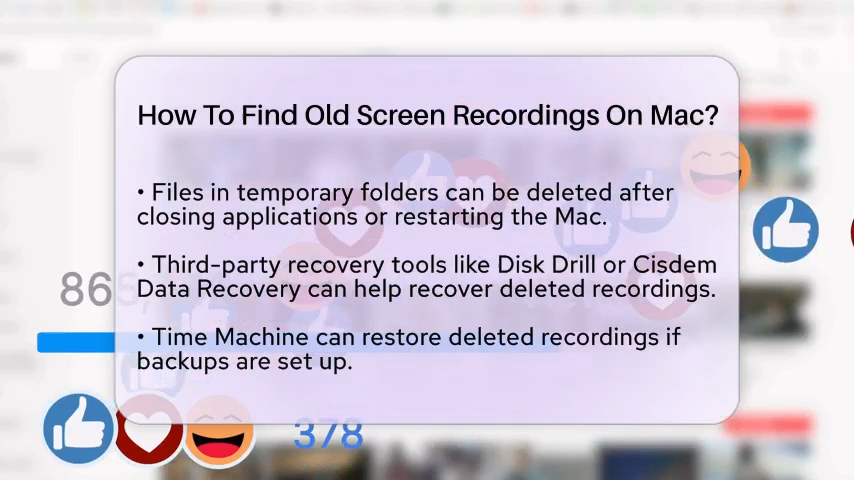 How To Find Old Screen Recordings On Mac?
• Files in temporary folders can be deleted after
closing applications or restarting the Mac.
• Third-party recovery tools like Disk Drill or Cisdem
Data Recovery can help recover deleted recordings.
• Time Machine can restore deleted recordings if
backups are set up.
865
378